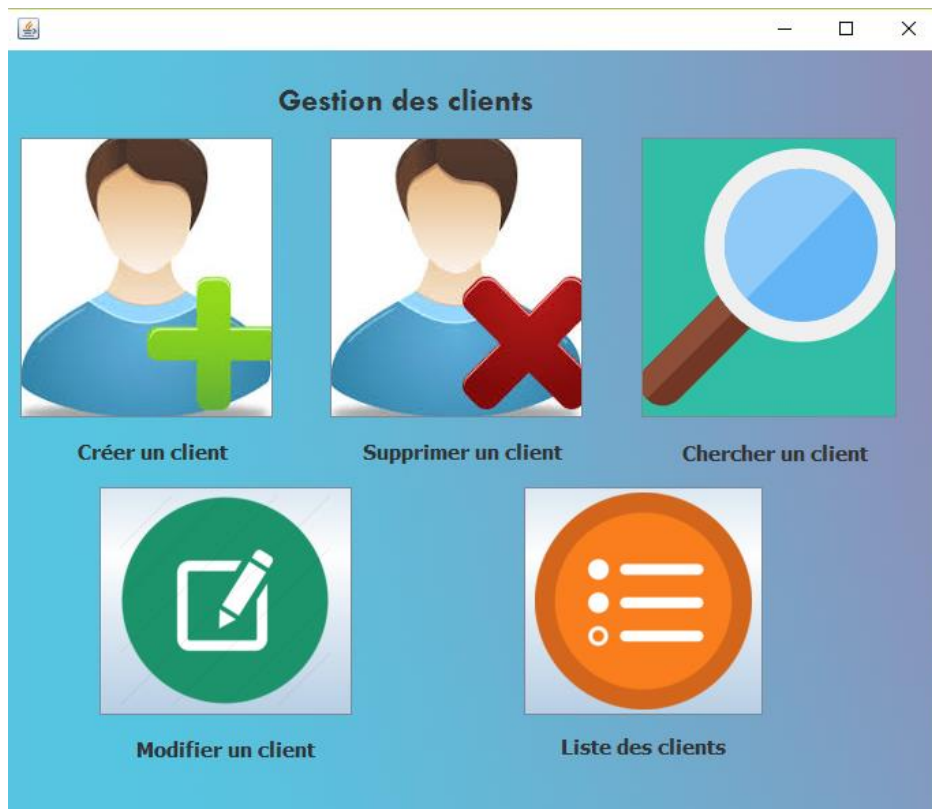 Gestion des clients
Créer un client
Supprimer un client
Chercher un client
Modifier un client
Liste des clients